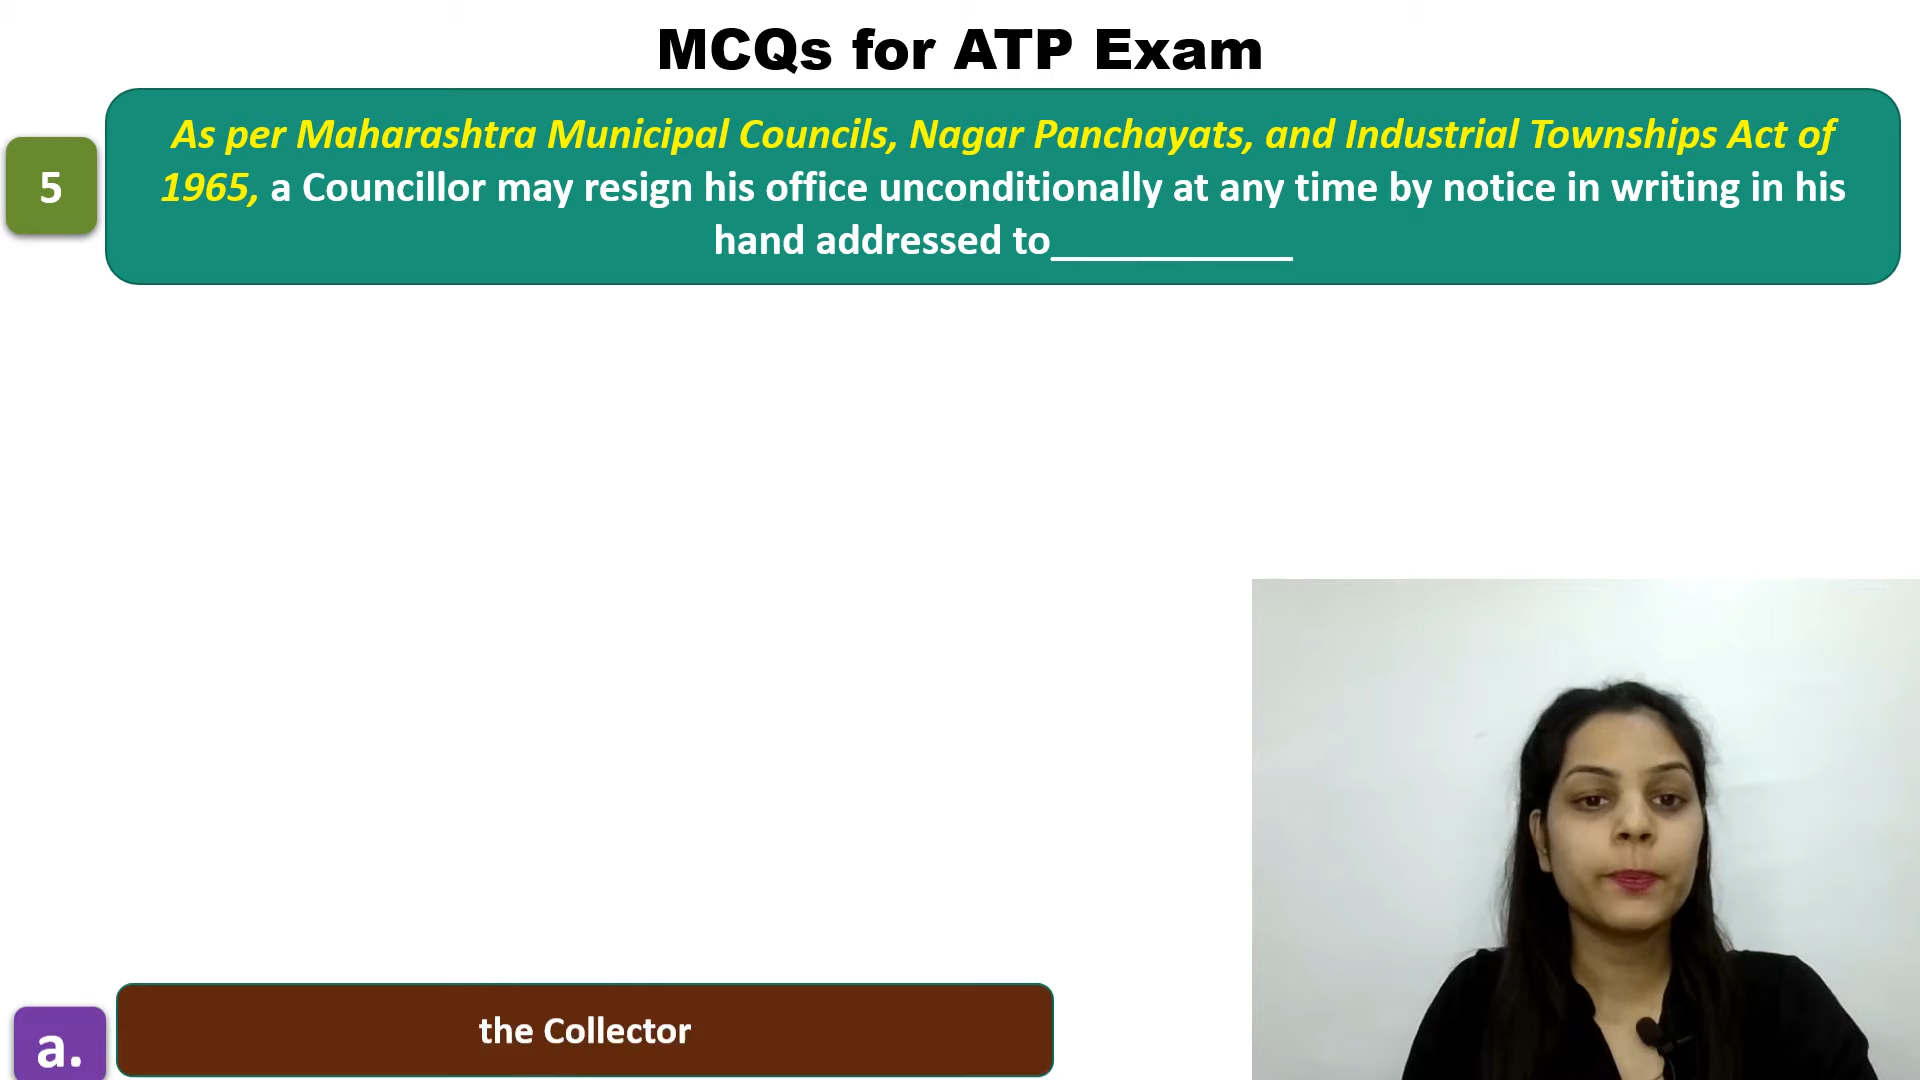 MCQs for ATP Exam
5
As per Maharashtra Municipal Councils, Nagar Panchayats, and Industrial Townships Act of
1965, a Councillor may resign his office unconditionally at any time by notice in writing in his
hand addressed to___________
a.
the Collector